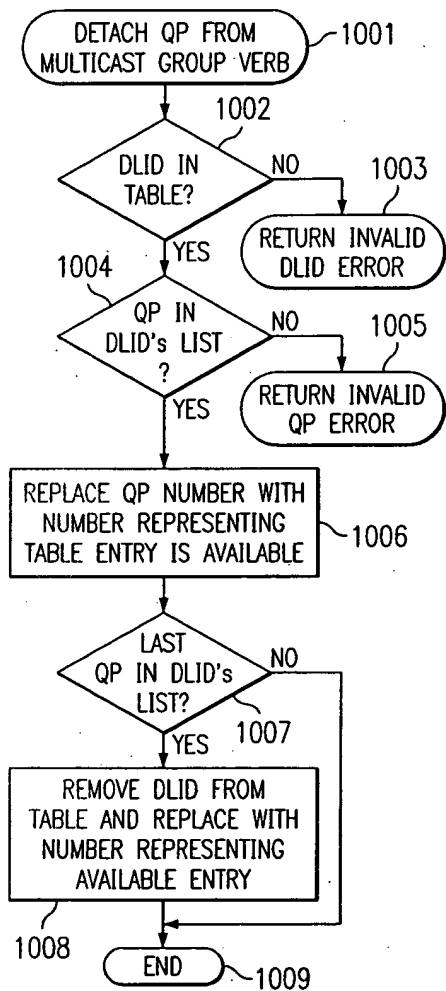 DETACH QP FROM
MULTICAST GROUP VERB
1001
1002
DLID IN
TABLE?
NO
YES
1003
RETURN INVALID
DLID ERROR
1004
QP IN
DLID's LIST
?
NO
YES
1005
RETURN INVALID
QP ERROR
REPLACE QP NUMBER WITH
NUMBER REPRESENTING
TABLE ENTRY IS AVAILABLE
1006
LAST
QP IN DLID's
LIST?
NO
1007
YES
REMOVE DLID FROM
TABLE AND REPLACE WITH
NUMBER REPRESENTING
AVAILABLE ENTRY
1008
END
1009